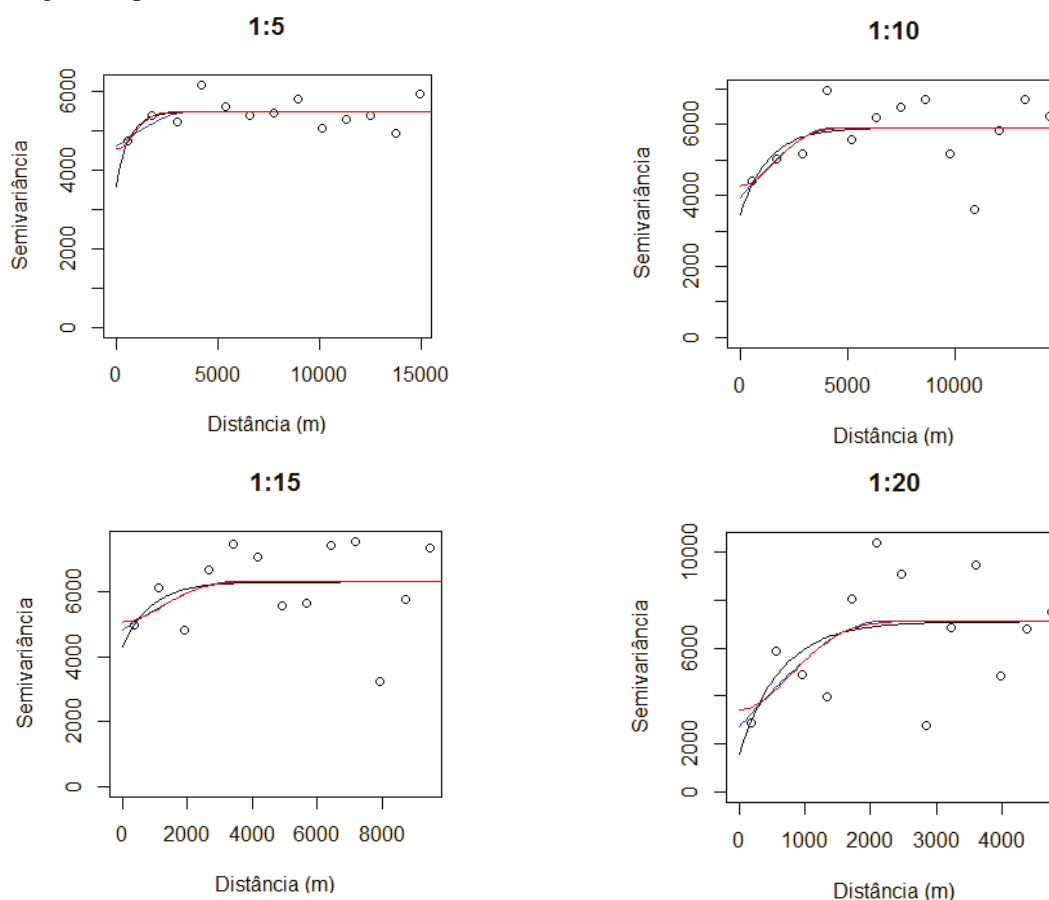 1:5
Semivariância
0 2000 4000 6000
0 5000 10000 15000
Distância (m)
1:10
Semivariância
0 2000 4000 6000
0 5000 10000
Distância (m)
1:15
Semivariância
0 2000 4000 6000
0 2000 4000 6000 8000
Distância (m)
1:20
Semivariância
0 2000 6000 10000
0 1000 2000 3000 4000
Distância (m)